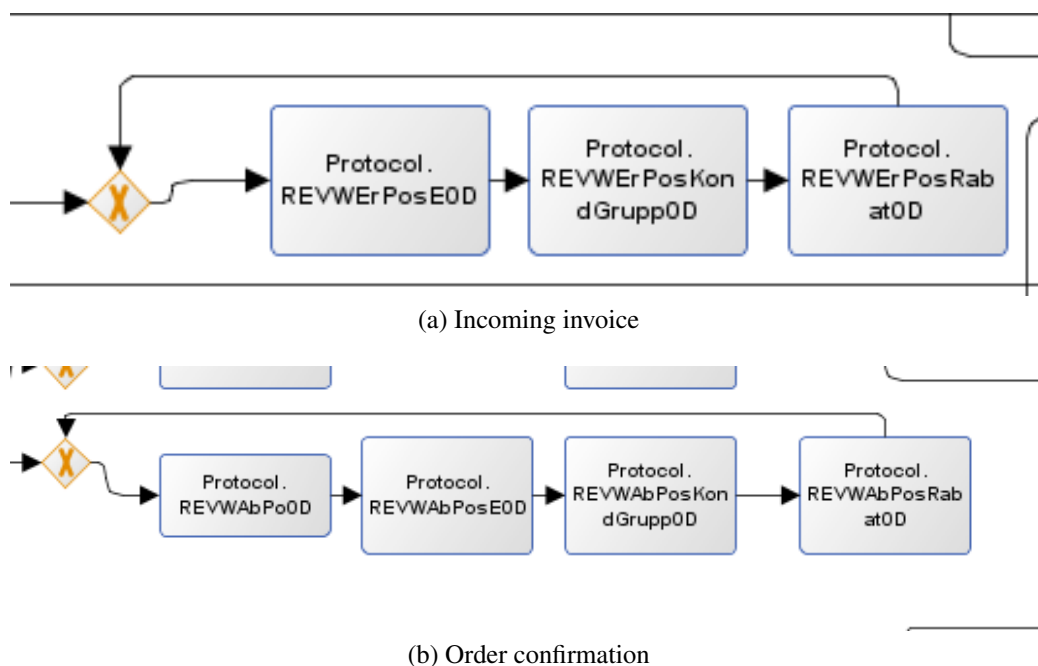 Protocol.
REVWErPosE0D
Protocol.
REVWErPosKon
dGrupp0D
Protocol.
REVWErPosRab
at0D
(a) Incoming invoice
Protocol.
REVWAbPo0D
Protocol.
REVWAbPosE0D
Protocol.
REVWAbPosKon
dGrupp0D
Protocol.
REVWAbPosRab
at0D
(b) Order confirmation